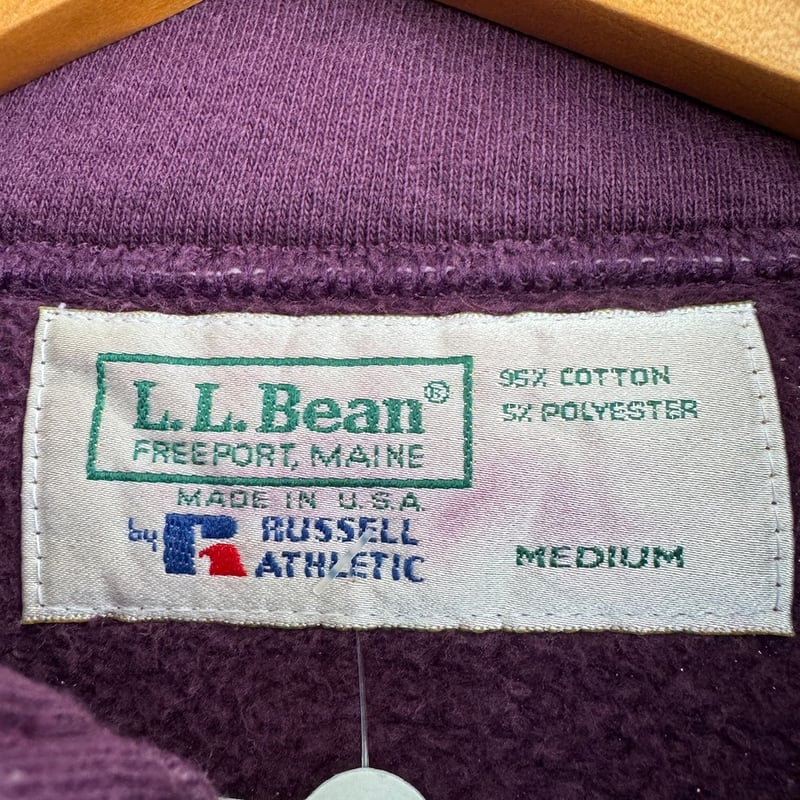 L.L.Bean®
FREEPORT, MAINE
MADE IN U.S.A.
by RUSSELL
ATHLETIC
95% COTTON
5% POLYESTER
MEDIUM